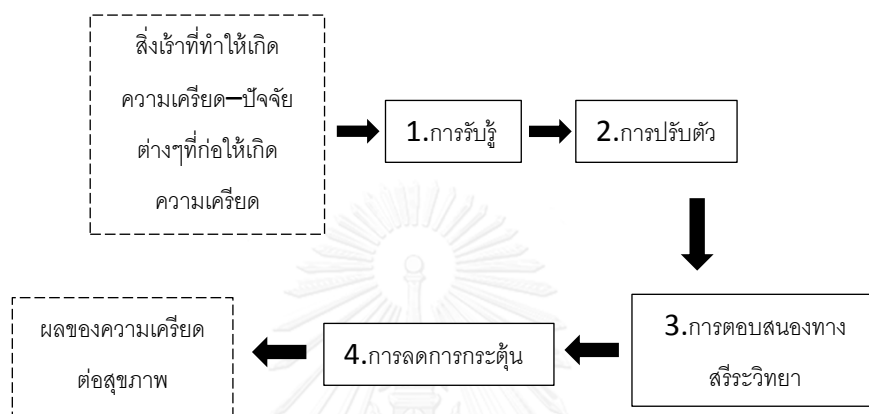 สิ่งเร้าที่ทำให้เกิด
ความเครียด–ปัจจัย
ต่างๆที่ก่อให้เกิด
ความเครียด
1.การรับรู้
2.การปรับตัว
3.การตอบสนองทาง
สรีระวิทยา
4.การลดการกระตุ้น
ผลของความเครียด
ต่อสุขภาพ